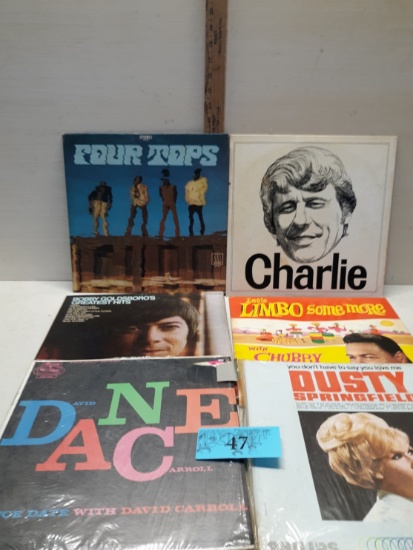 STEREO
FOUR TOPS
Charlie
BOBBY GOLDSBORO'S
GREATEST HITS
Let's
LIMBO some more
WITH
CHUBBY
DAVID
DANCE
CARROLL
FOR DATE WITH DAVID CARROLL
47
you don't have to say you love me
DUSTY
SPRINGFIELD